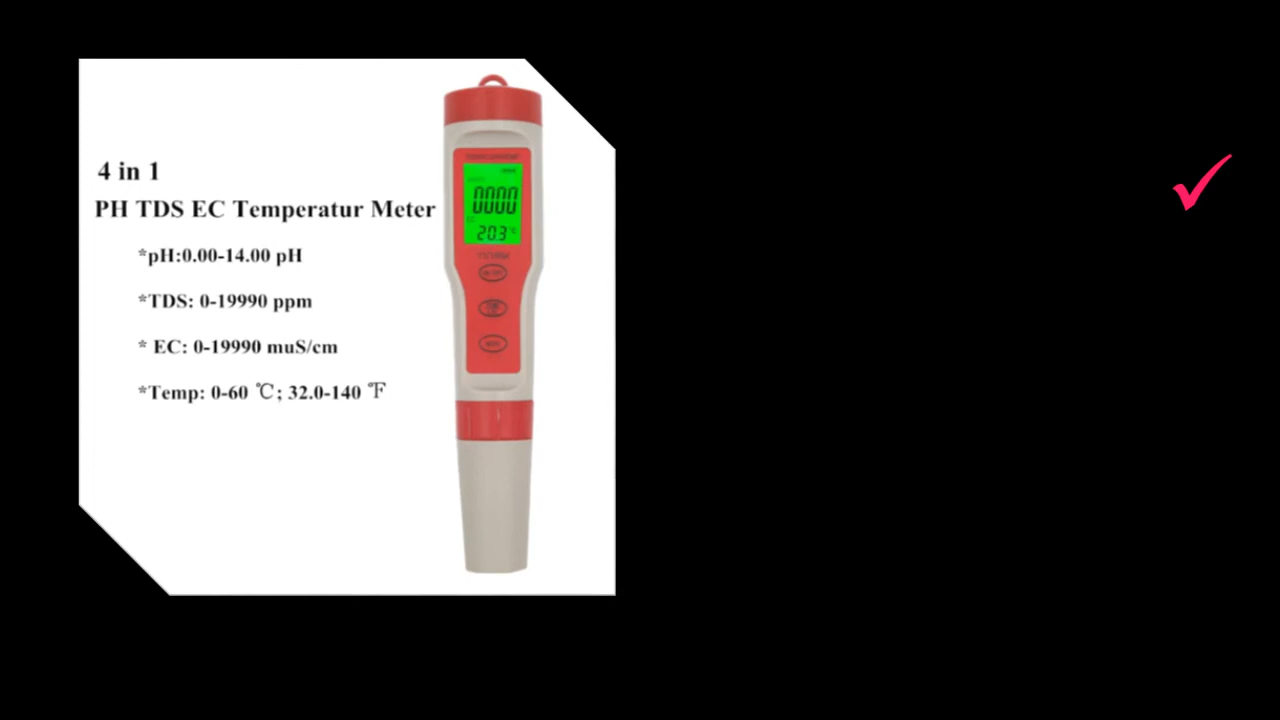 4 in 1
PH TDS EC Temperatur Meter
*pH:0.00-14.00 pH
*TDS: 0-19990 ppm
* EC: 0-19990 muS/cm
*Temp: 0-60 ℃; 32.0-140 ℉
0000
20.3 °C